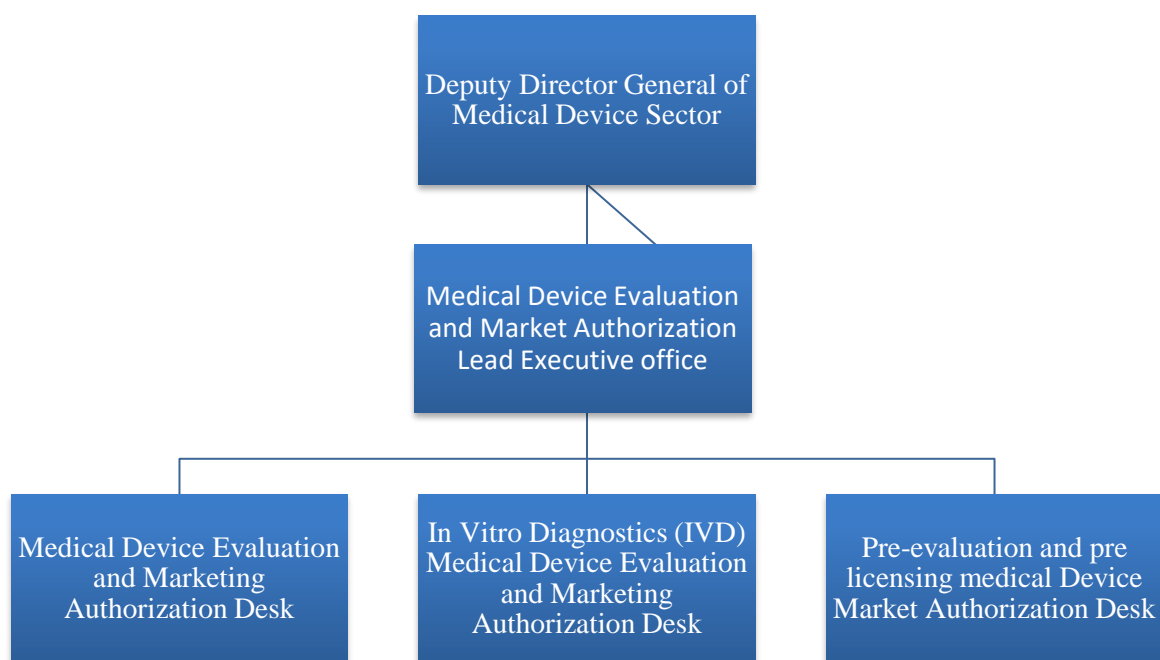 Deputy Director General of
Medical Device Sector
Medical Device Evaluation
and Market Authorization
Lead Executive office
Medical Device Evaluation
and Marketing
Authorization Desk
In Vitro Diagnostics (IVD)
Medical Device Evaluation
and Marketing
Authorization Desk
Pre-evaluation and pre
licensing medical Device
Market Authorization Desk